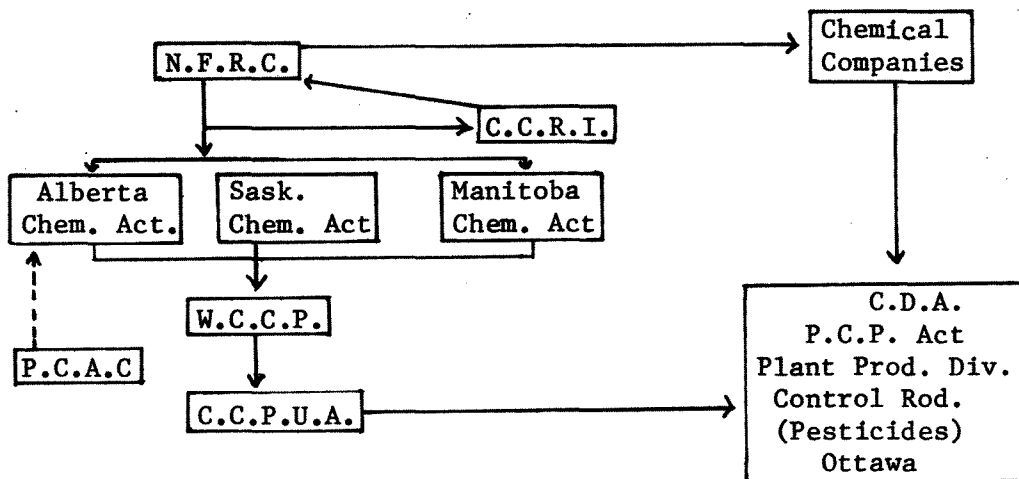 Chemical
Companies
N.F.R.C.
C.C.R.I.
Alberta
Chem. Act.
Sask.
Chem. Act
Manitoba
Chem. Act
W.C.C.P.
P.C.A.C
C.C.P.U.A.
C.D.A.
P.C.P. Act
Plant Prod. Div.
Control Rod.
(Pesticides)
Ottawa